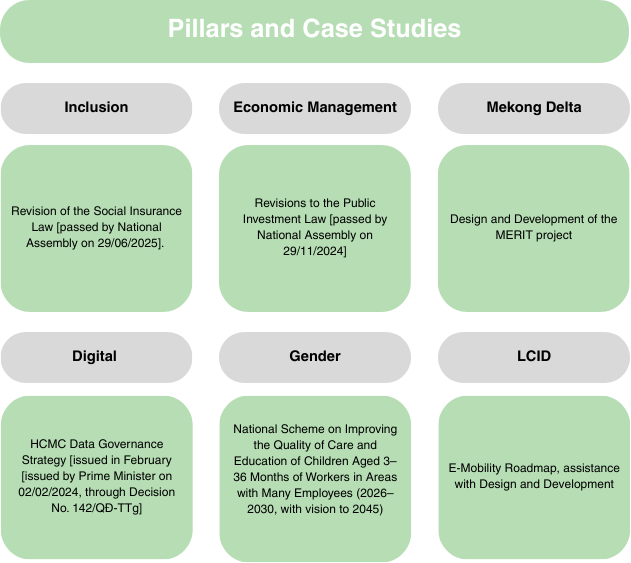 Pillars and Case Studies
Inclusion
Economic Management
Mekong Delta
Revision of the Social Insurance
Law [passed by National
Assembly on 29/06/2025].
Revisions to the Public
Investment Law [passed by
National Assembly on
29/11/2024]
Design and Development of the
MERIT project
Digital
Gender
LCID
HCMC Data Governance
Strategy [issued in February
[issued by Prime Minister on
02/02/2024, through Decision
No. 142/QĐ-TTg]
National Scheme on Improving
the Quality of Care and
Education of Children Aged 3–
36 Months of Workers in Areas
with Many Employees (2026–
2030, with vision to 2045)
E-Mobility Roadmap, assistance
with Design and Development